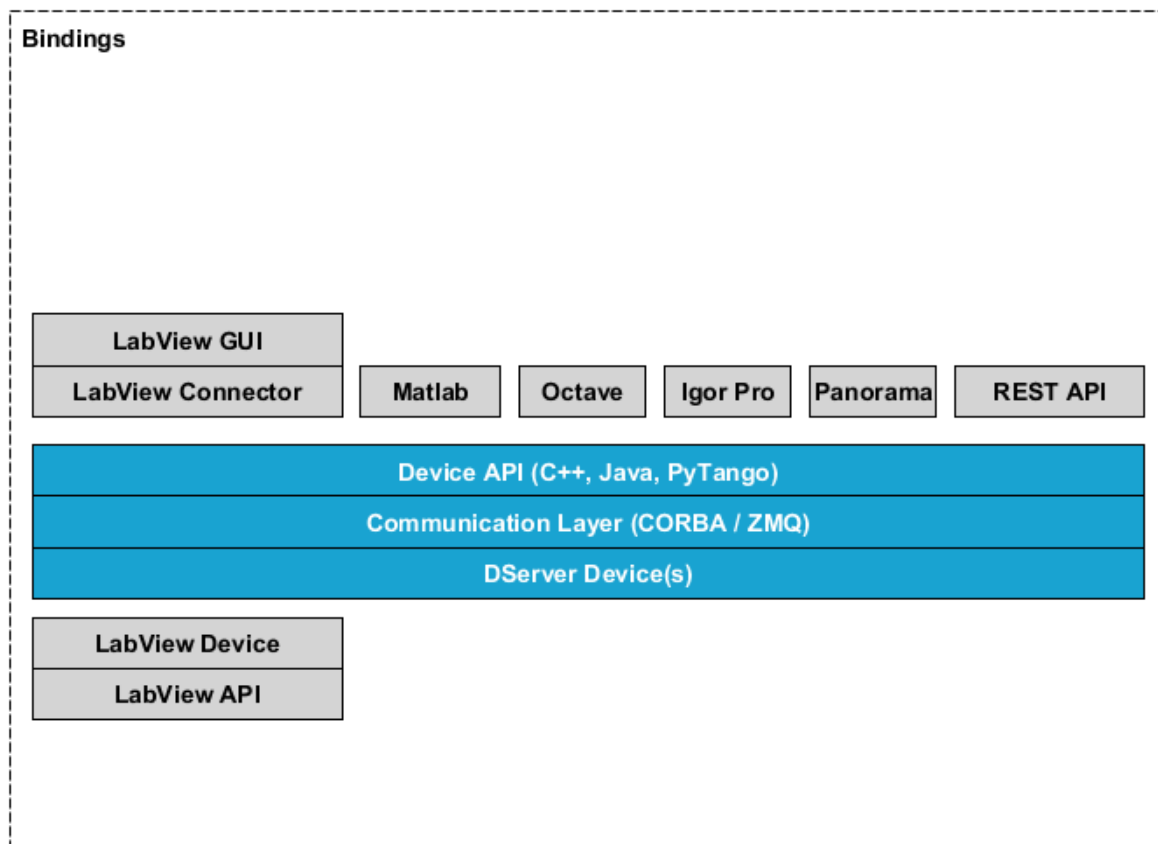 Bindings
LabView GUI
LabView Connector
Matlab
Octave
Igor Pro
Panorama
REST API
Device API (C++, Java, PyTango)
Communication Layer (CORBA / ZMQ)
DServer Device(s)
LabView Device
LabView API